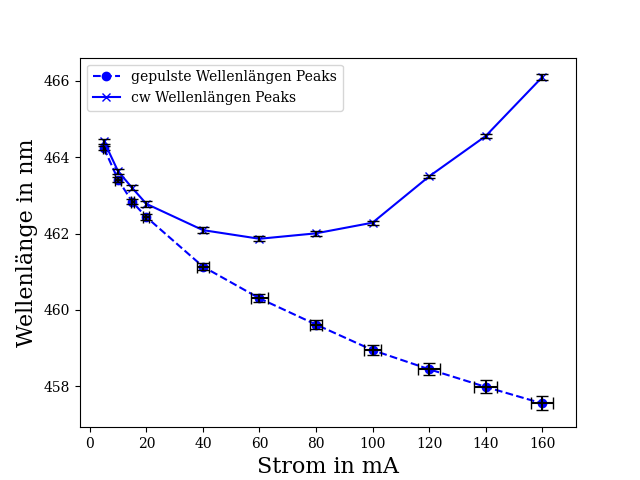 gepulste Wellenlängen Peaks
cw Wellenlängen Peaks
466
464
462
460
458
Wellenlänge in nm
0 20 40 60 80 100 120 140 160
Strom in mA